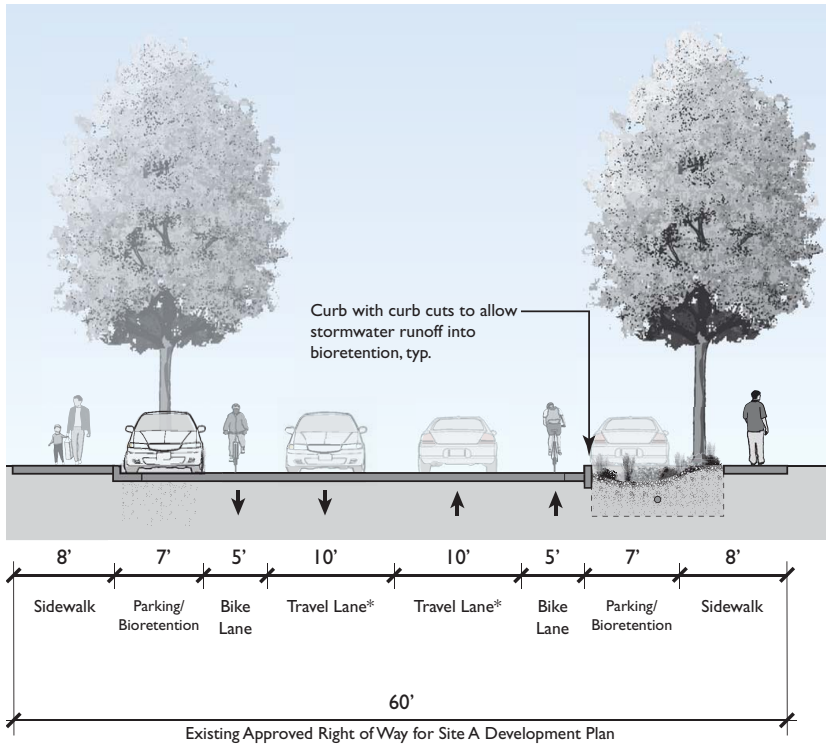 Curb with curb cuts to allow
stormwater runoff into
bioretention, typ.
8’ 7’ 5’ 10’ 10’ 5’ 7’ 8’
Sidewalk Parking/ Bike Travel Lane* Travel Lane* Bike Parking/ Sidewalk
Bioretention Lane Lane Bioretention
60’
Existing Approved Right of Way for Site A Development Plan